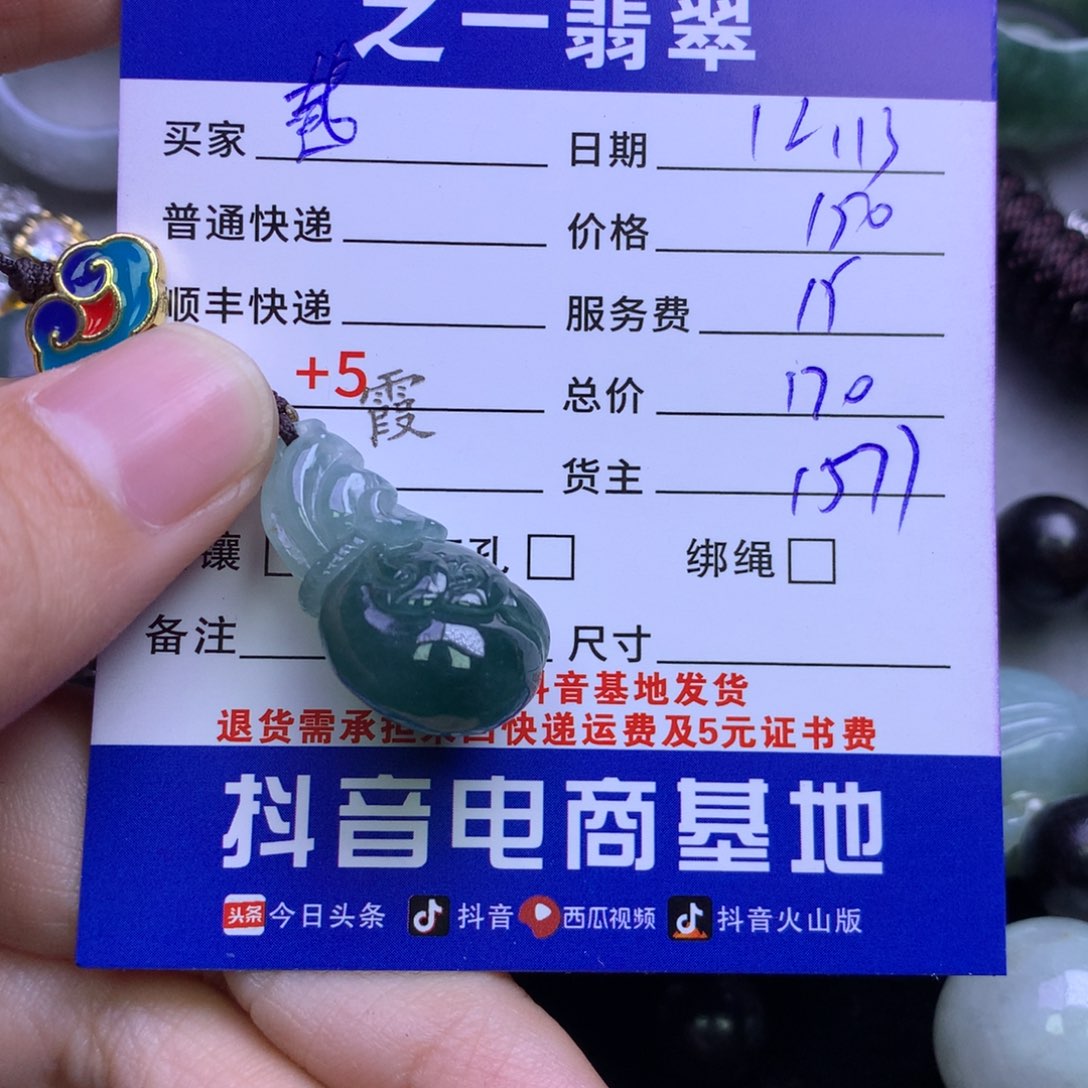 之一翡翠
买家 日期 12.113
普通快递 价格 150
顺丰快递 服务费 15
+5 霞 总价 170
货主 1577
镶 孔 绑绳
备注 尺寸
抖音基地发货
退货需承担来回快递运费及5元证书费
抖音电商基地
头条 今日头条 抖音 西瓜视频 抖音火山版